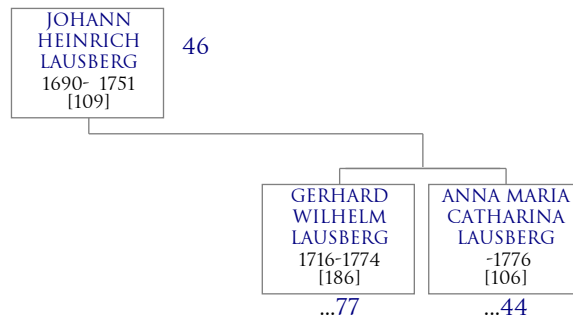 JOHANN
HEINRICH
LAUSBERG
1690- 1751
[109]
46
GERHARD
WILHELM
LAUSBERG
1716-1774
[186]
...77
ANNA MARIA
CATHARINA
LAUSBERG
-1776
[106]
...44